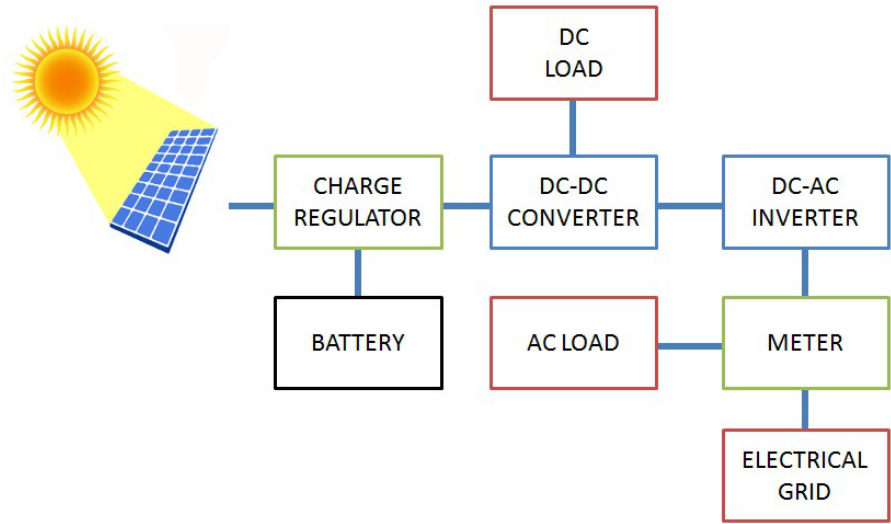 DC
LOAD
CHARGE
REGULATOR
DC-DC
CONVERTER
DC-AC
INVERTER
BATTERY
AC LOAD
METER
ELECTRICAL
GRID